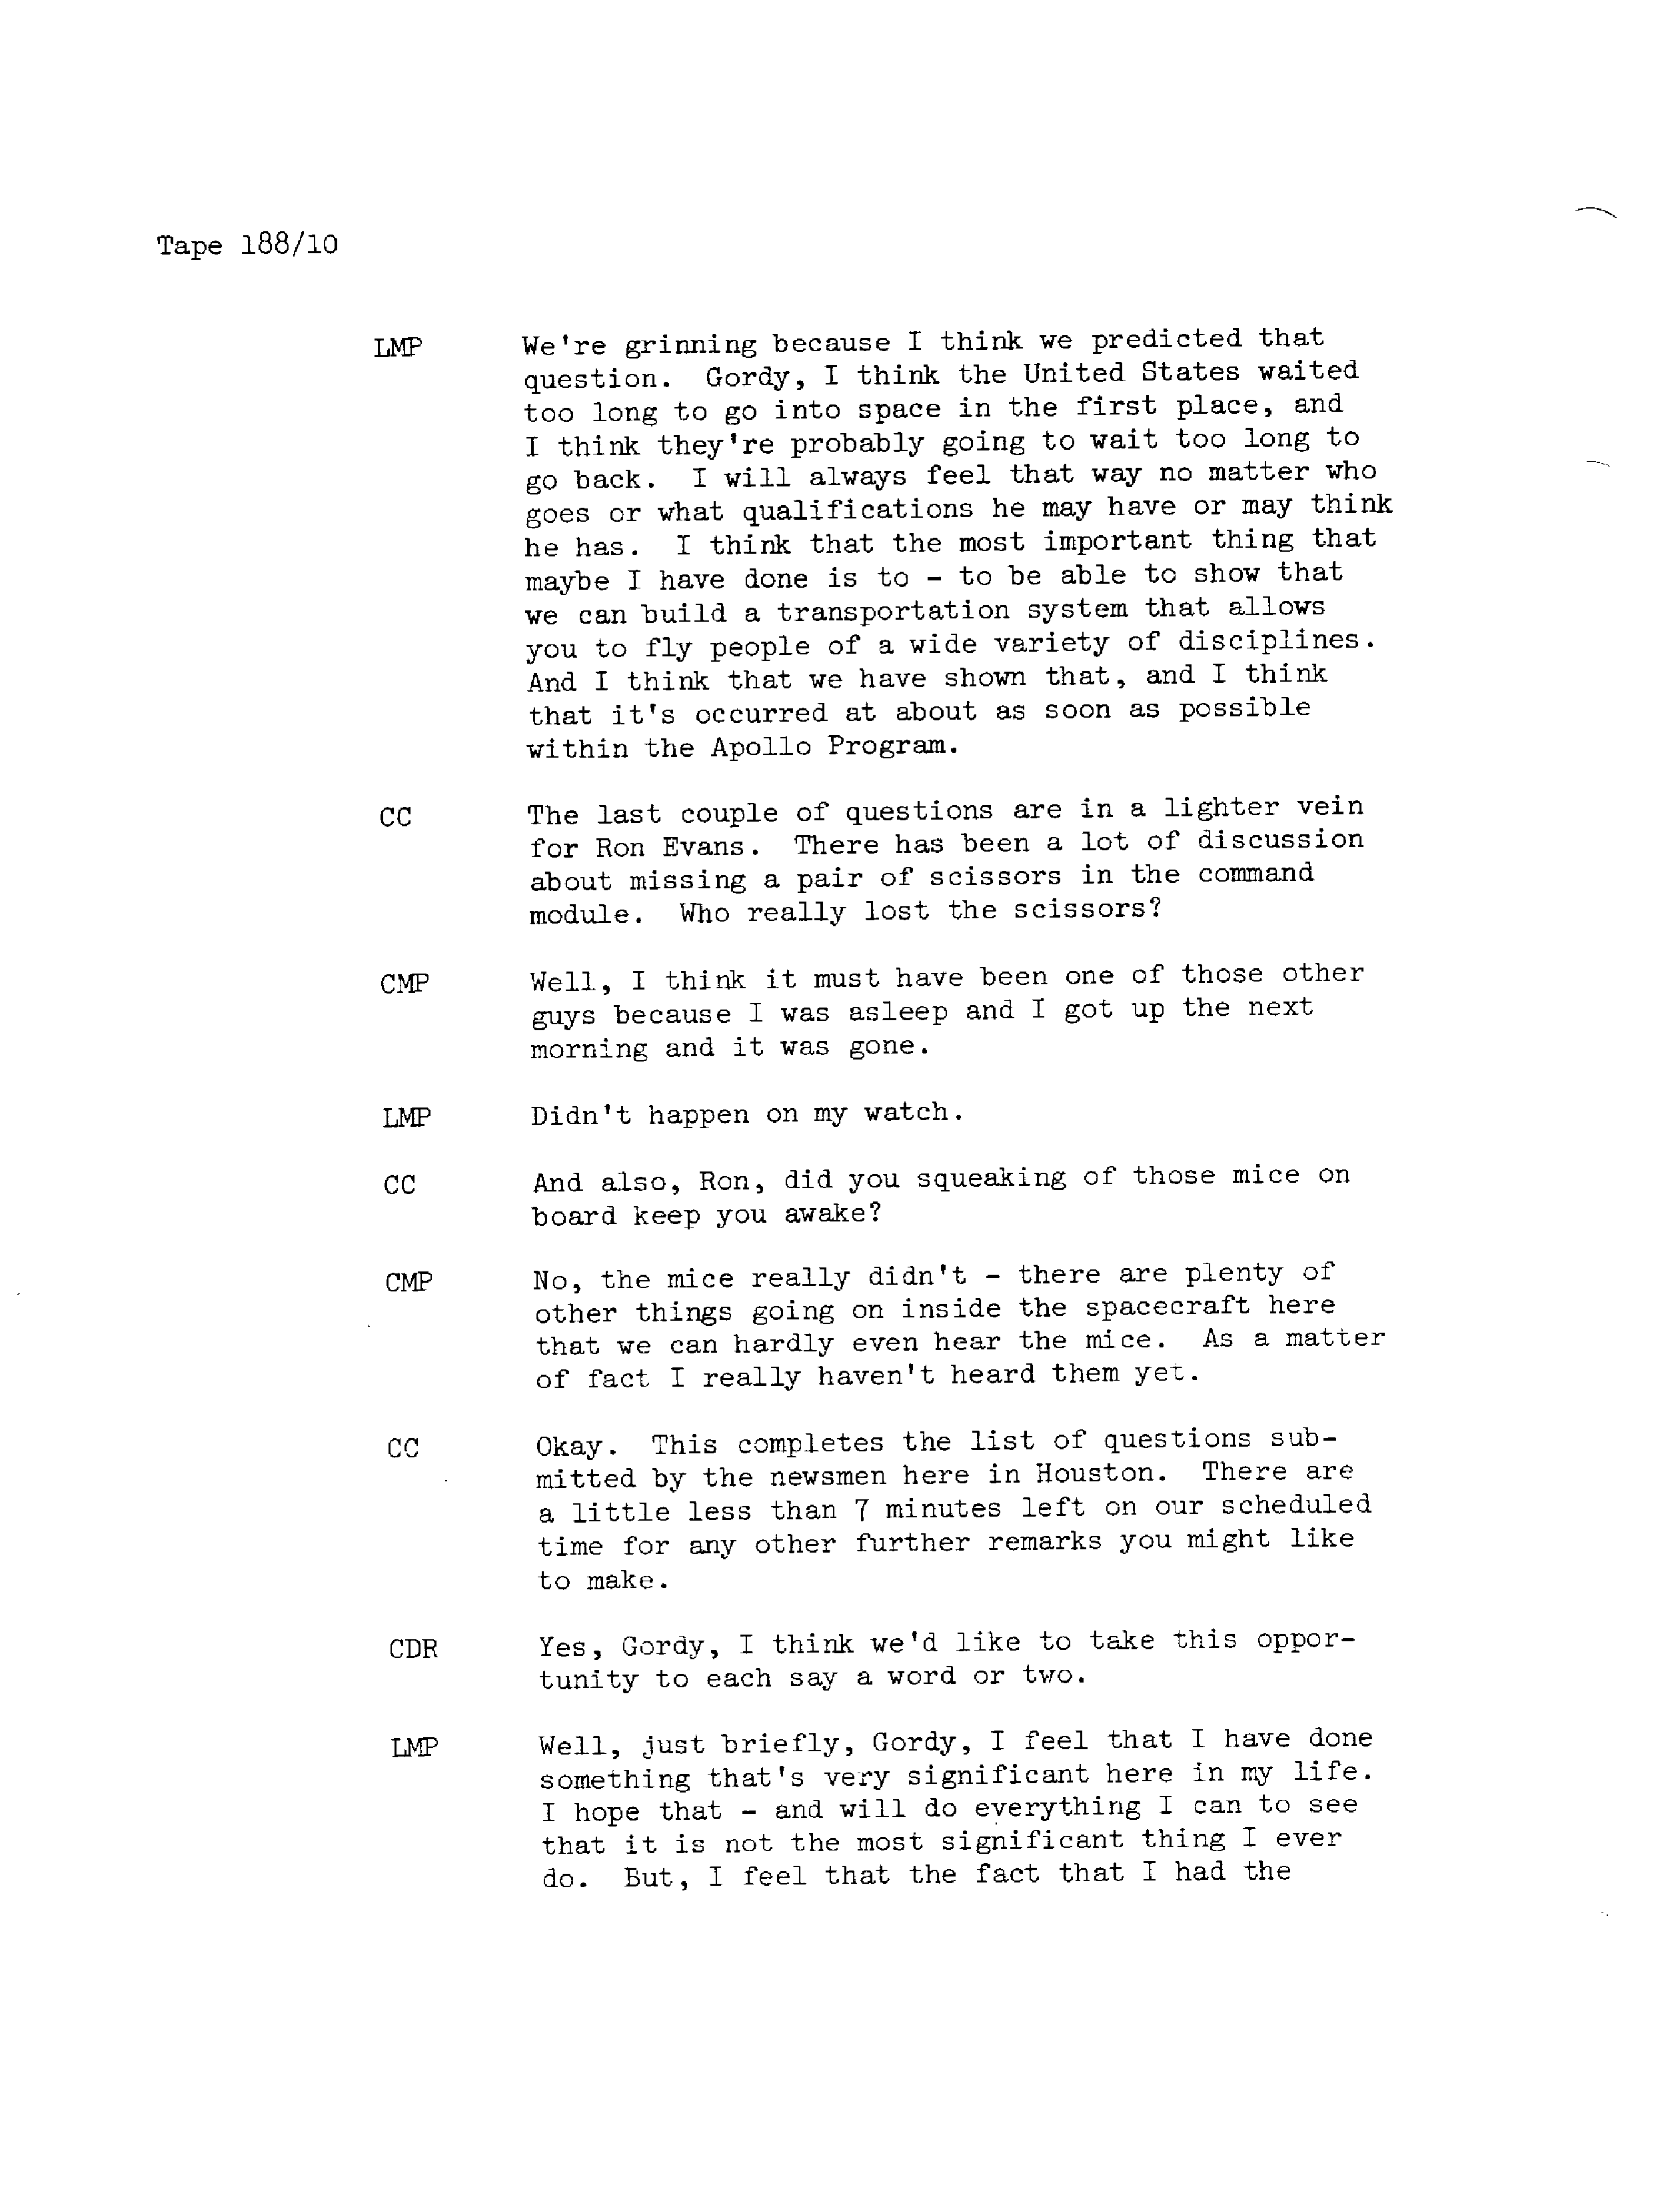 Tape 188/10
LMP We're grinning because I think we predicted that
question. Gordy, I think the United States waited
too long to go into space in the first place, and
I think they're probably going to wait too long to
go back. I will always feel that way no matter who
goes or what qualifications he may have or may think
he has. I think that the most important thing that
maybe I have done is to - to be able to show that
we can build a transportation system that allows
you to fly people of a wide variety of disciplines.
And I think that we have shown that, and I think
that it's occurred at about as soon as possible
within the Apollo Program.
CC The last couple of questions are in a lighter vein
for Ron Evans. There has been a lot of discussion
about missing a pair of scissors in the command
module. Who really lost the scissors?
CMP Well, I think it must have been one of those other
guys because I was asleep and I got up the next
morning and it was gone.
LMP Didn't happen on my watch.
CC And also, Ron, did you squeaking of those mice on
board keep you awake?
CMP No, the mice really didn't - there are plenty of
other things going on inside the spacecraft here
that we can hardly even hear the mice. As a matter
of fact I really haven't heard them yet.
CC Okay. This completes the list of questions sub-
mitted by the newsmen here in Houston. There are
a little less than 7 minutes left on our scheduled
time for any other further remarks you might like
to make.
CDR Yes, Gordy, I think we'd like to take this oppor-
tunity to each say a word or two.
LMP Well, just briefly, Gordy, I feel that I have done
something that's very significant here in my life.
I hope that - and will do everything I can to see
that it is not the most significant thing I ever
do. But, I feel that the fact that I had the